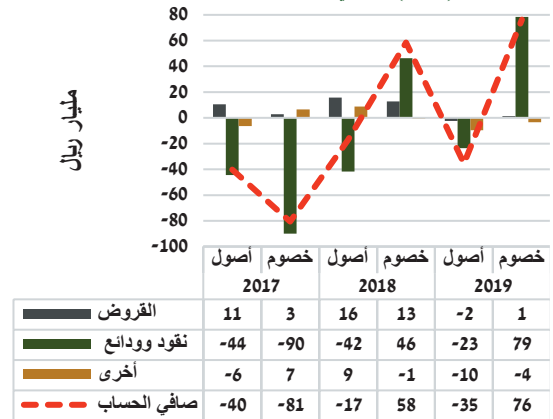 80
60
40
20
0
-20
-40
-60
-80
-100
مليار ريال
أصول خصوم أصول خصوم أصول خصوم
2017 2018 2019
القروض 11 3 16 13 -2 1
نقود وودائع -44 -90 -42 46 -23 79
أخرى -6 7 9 -1 -10 -4
صافي الحساب -40 -81 -17 58 -35 76